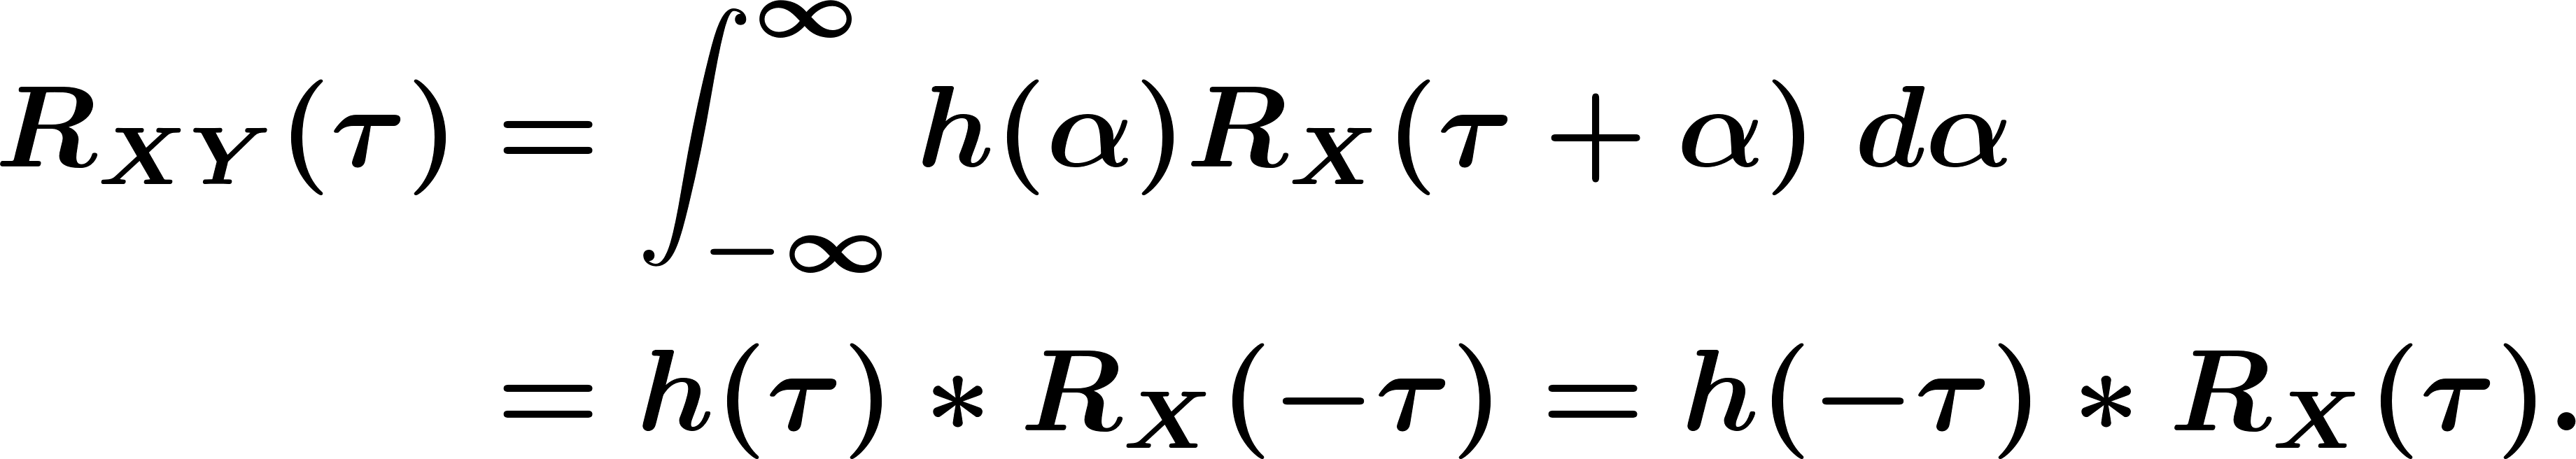 R_{XY}(τ) = ∫_{-∞}^{∞} h(α)R_X(τ + α) dα
= h(τ) * R_X(-τ) = h(-τ) * R_X(τ).